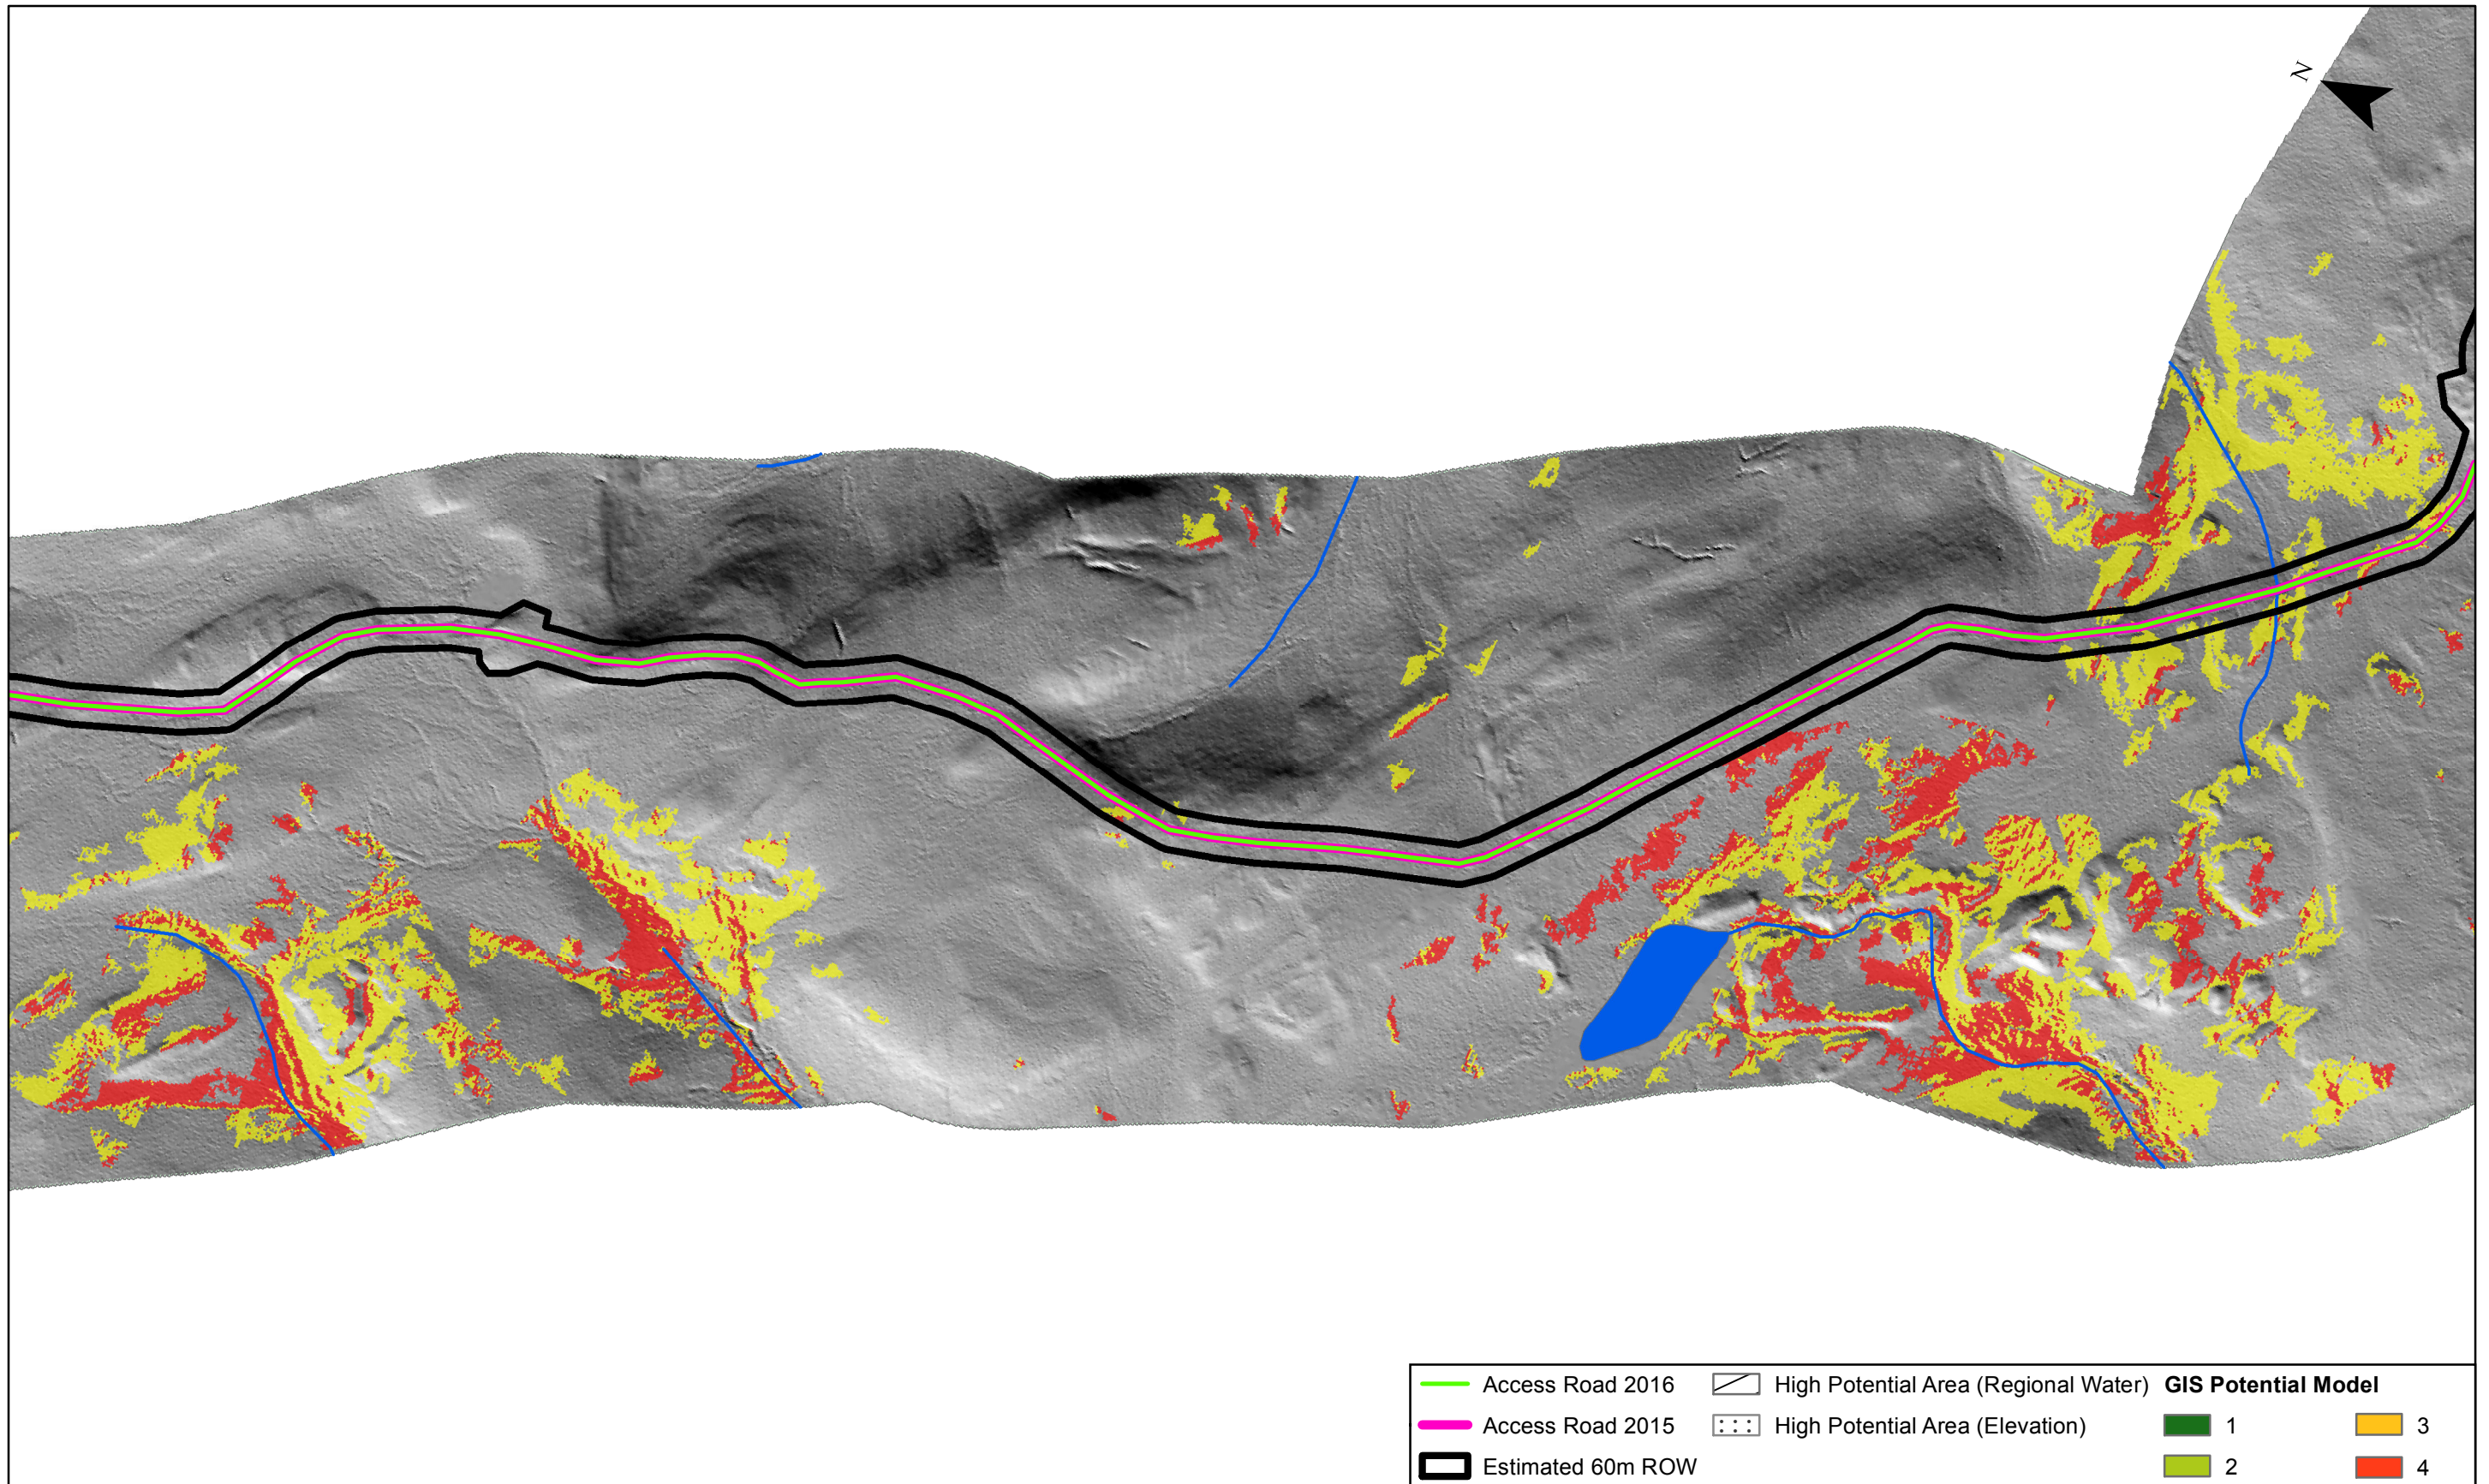 N
Access Road 2016
High Potential Area (Regional Water)
GIS Potential Model
Access Road 2015
High Potential Area (Elevation)
1
3
Estimated 60m ROW
2
4